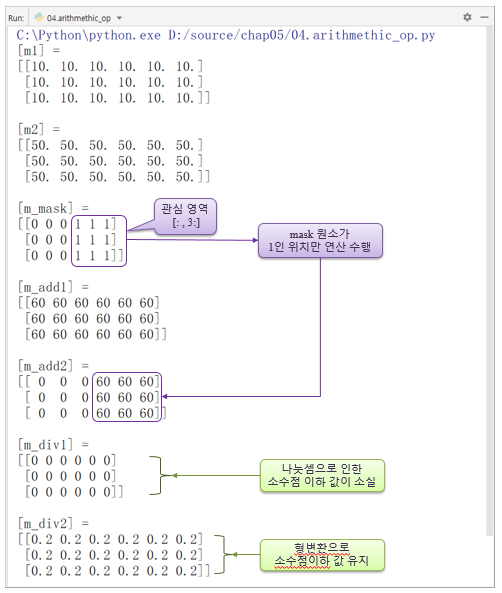 Run: 04.arithmethic_op
C:\Python\python.exe D:/source/chap05/04.arithmethic_op.py
[m1] =
[[10. 10. 10. 10. 10. 10.]
[10. 10. 10. 10. 10. 10.]
[10. 10. 10. 10. 10. 10.]]
[m2] =
[[50. 50. 50. 50. 50. 50.]
[50. 50. 50. 50. 50. 50.]
[50. 50. 50. 50. 50. 50.]]
[m_mask] =
[[0 0 0 1 1 1]
[0 0 0 1 1 1]
[0 0 0 1 1 1]]
관심 영역
[: , 3:]
mask 원소가
1인 위치만 연산 수행
[m_add1] =
[[60 60 60 60 60 60]
[60 60 60 60 60 60]
[60 60 60 60 60 60]]
[m_add2] =
[[ 0 0 0 60 60 60]
[ 0 0 0 60 60 60]
[ 0 0 0 60 60 60]]
[m_div1] =
[[0 0 0 0 0 0]
[0 0 0 0 0 0]
[0 0 0 0 0 0]]
나눗셈으로 인한
소수점 이하 값이 소실
[m_div2] =
[[0.2 0.2 0.2 0.2 0.2 0.2]
[0.2 0.2 0.2 0.2 0.2 0.2]
[0.2 0.2 0.2 0.2 0.2 0.2]]
형변환으로
소수점이하 값 유지